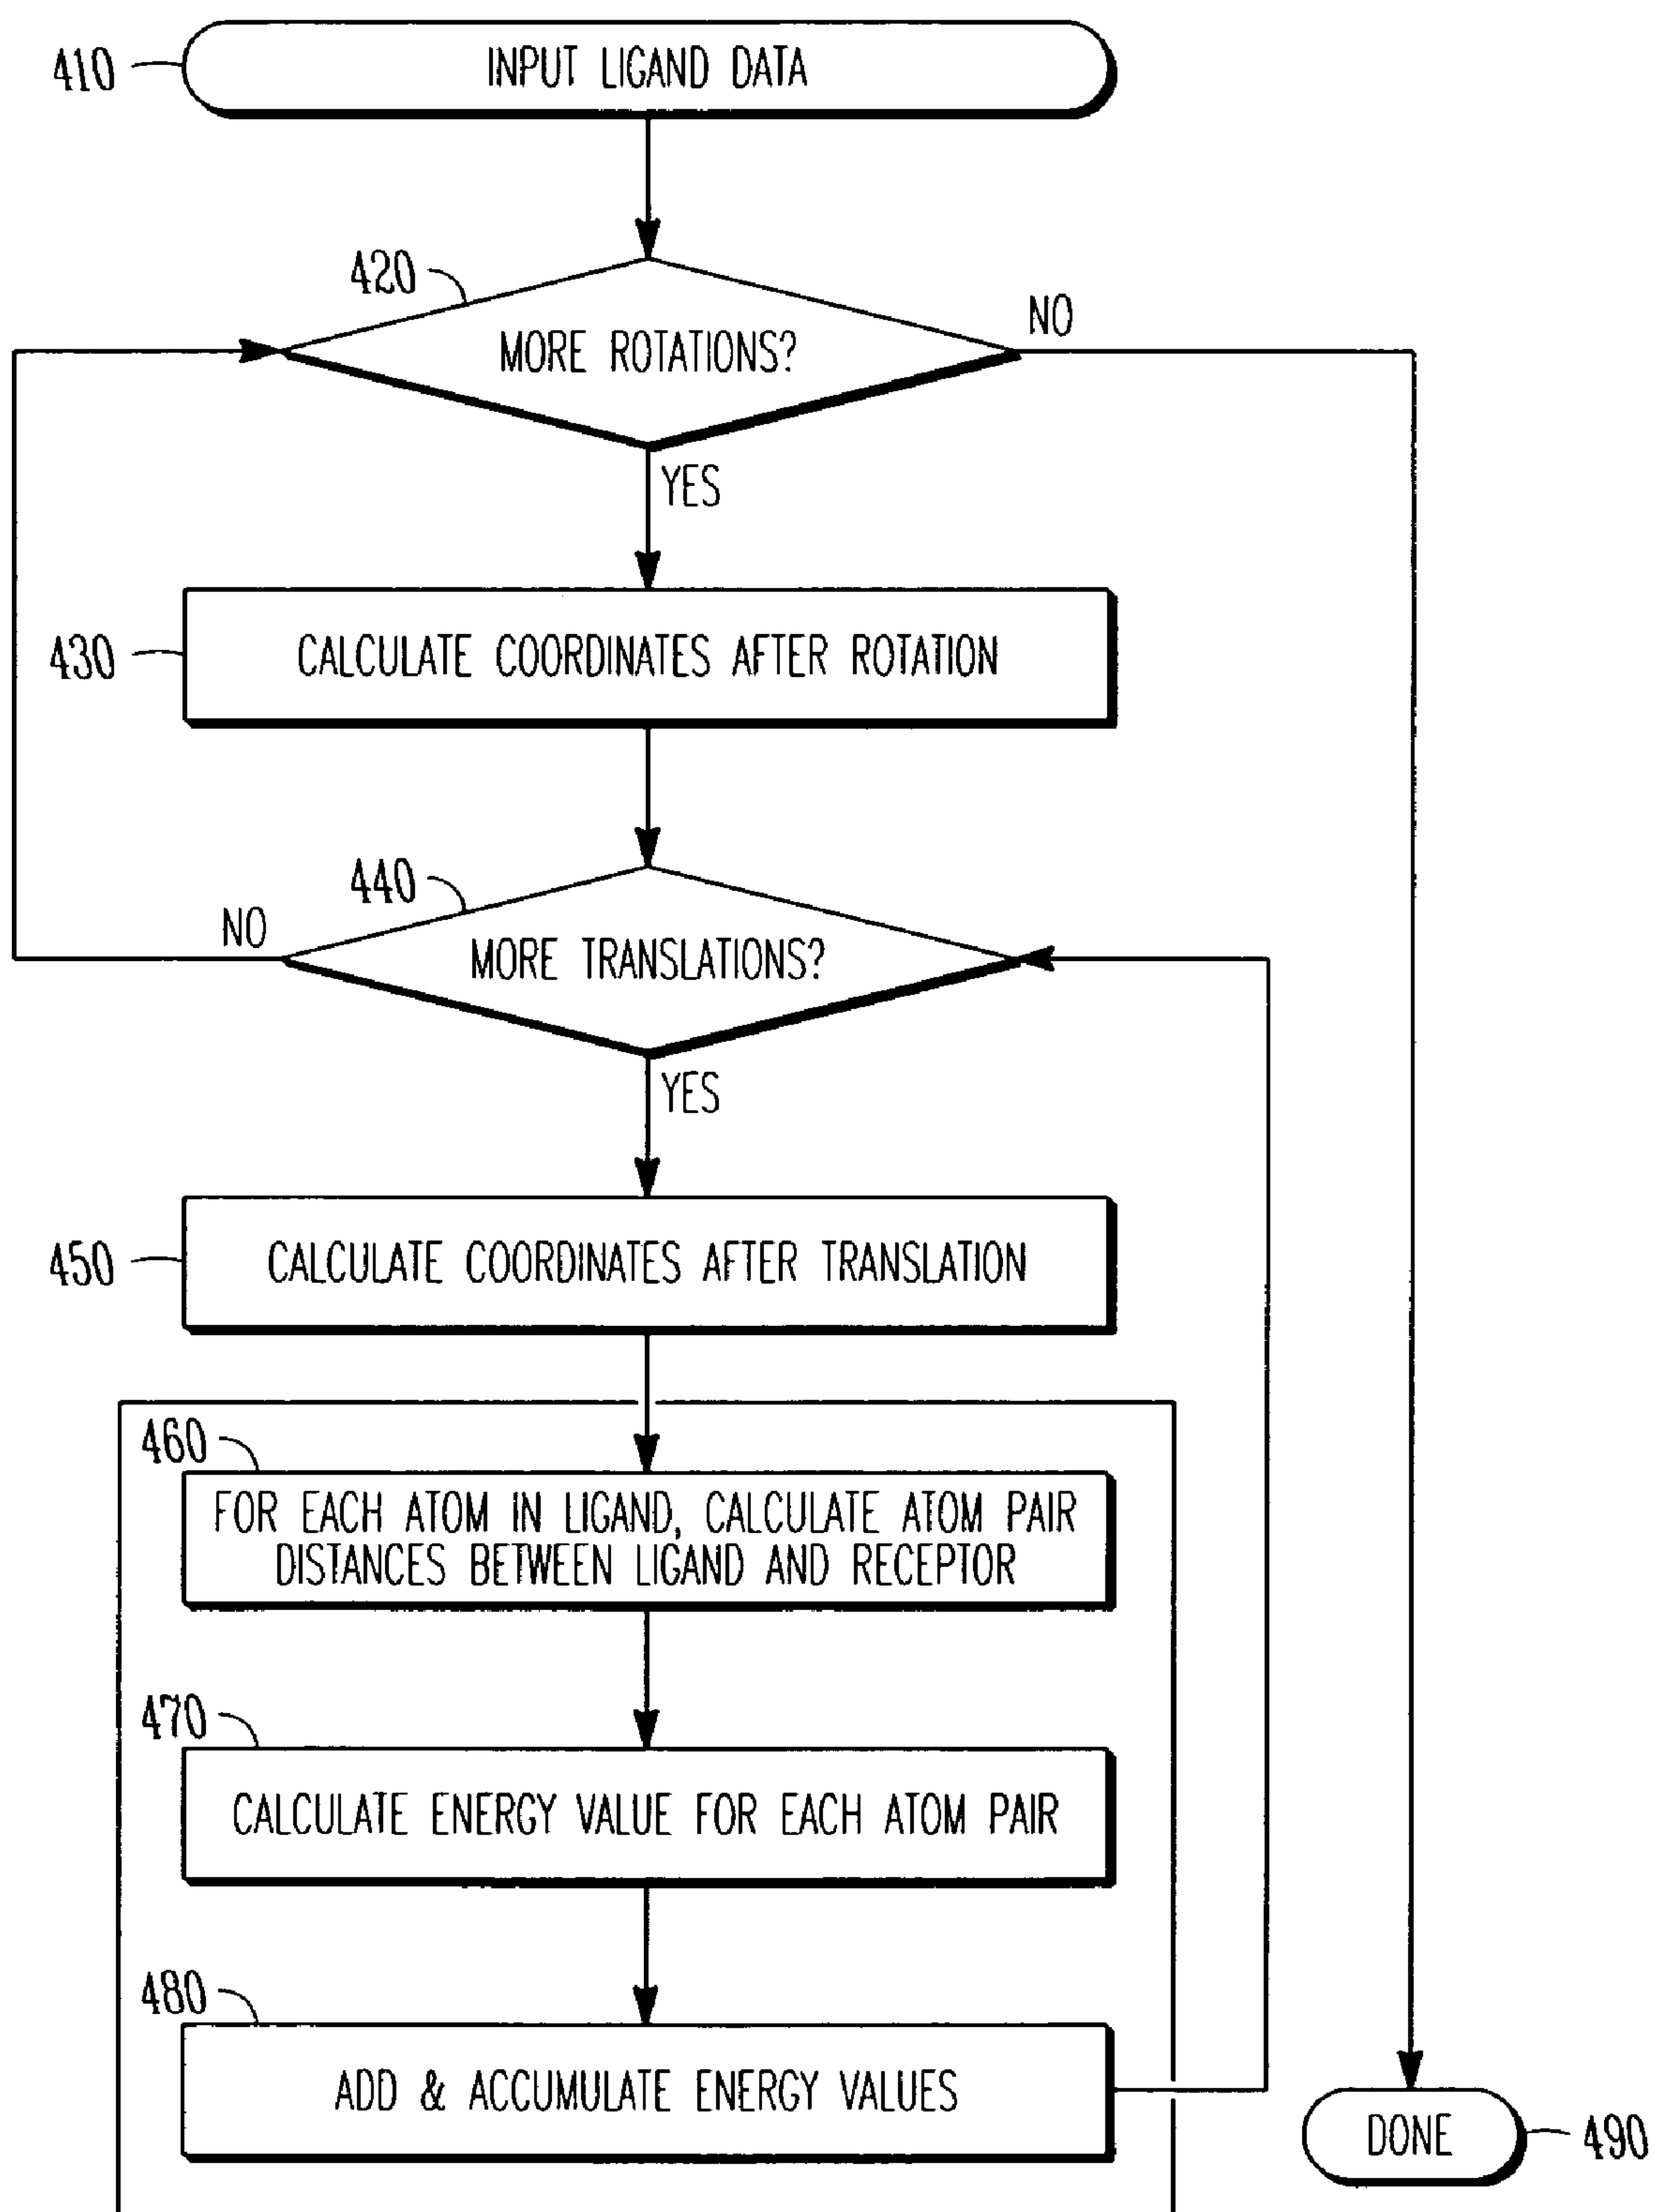 410
INPUT LIGAND DATA
420
MORE ROTATIONS?
NO
YES
430
CALCULATE COORDINATES AFTER ROTATION
440
NO
MORE TRANSLATIONS?
YES
450
CALCULATE COORDINATES AFTER TRANSLATION
460
FOR EACH ATOM IN LIGAND, CALCULATE ATOM PAIR
DISTANCES BETWEEN LIGAND AND RECEPTOR
470
CALCULATE ENERGY VALUE FOR EACH ATOM PAIR
480
ADD & ACCUMULATE ENERGY VALUES
DONE
490